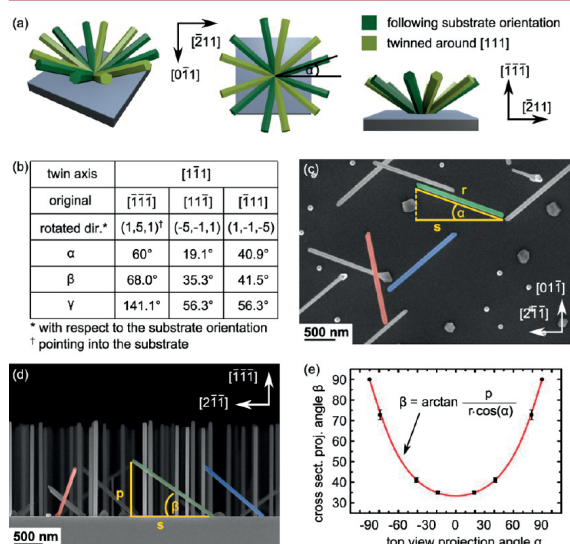 (a)
[2̄11]
[01̄1]
α
following substrate orientation
twinned around [111]
[1̄1̄1̄]
[2̄11]
(b)
twin axis [11̄1]
original [1̄1̄1̄] [111̄] [1̄11]
rotated dir.* (1,5,1)† (-5,-1,1) (1,-1,-5)
α 60° 19.1° 40.9°
β 68.0° 35.3° 41.5°
γ 141.1° 56.3° 56.3°
* with respect to the substrate orientation
† pointing into the substrate
(c)
r
α
s
[011̄]
[21̄1̄]
500 nm
(d)
[1̄1̄1̄]
[21̄1̄]
p
β
s
500 nm
(e)
cross sect. proj. angle β
90
80
70
60
50
40
30
β = arctan p / r·cos(α)
-90 -60 -30 0 30 60 90
top view projection angle α